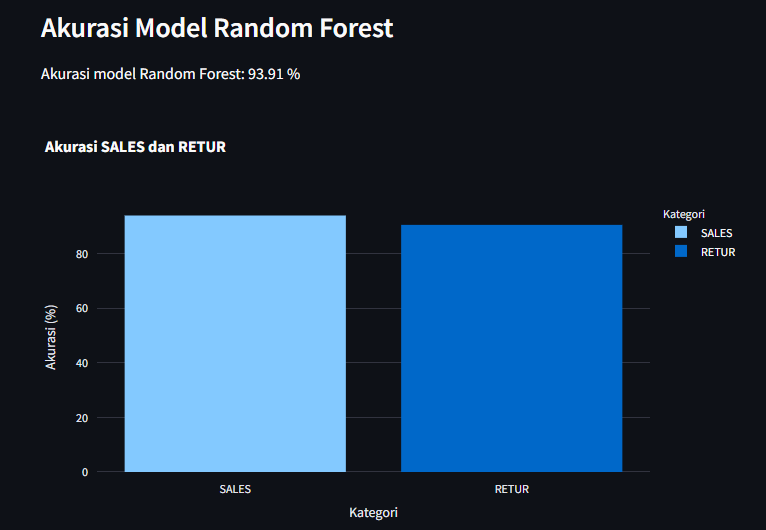 Akurasi Model Random Forest
Akurasi model Random Forest: 93.91 %
Akurasi SALES dan RETUR
Kategori
SALES
RETUR
80
60
40
20
0
Akurasi (%)
SALES
RETUR
Kategori